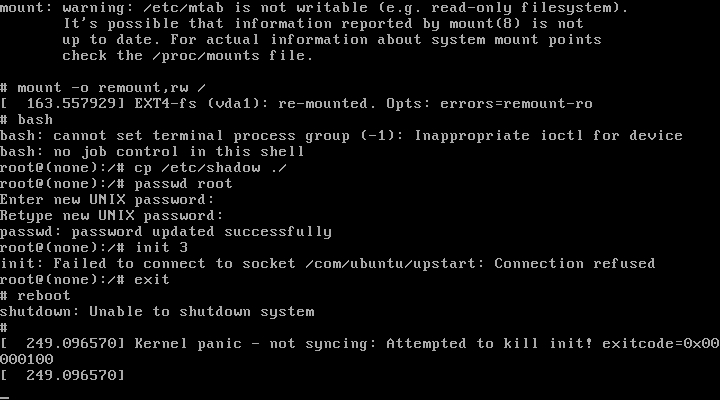 mount: warning: /etc/mtab is not writable (e.g. read-only filesystem).
       It's possible that information reported by mount(8) is not
       up to date. For actual information about system mount points
       check the /proc/mounts file.

# mount -o remount,rw /
[  163.557929] EXT4-fs (vda1): re-mounted. Opts: errors=remount-ro
# bash
bash: cannot set terminal process group (-1): Inappropriate ioctl for device
bash: no job control in this shell
root@(none):/# cp /etc/shadow ./
root@(none):/# passwd root
Enter new UNIX password:
Retype new UNIX password:
passwd: password updated successfully
root@(none):/# init 3
init: Failed to connect to socket /com/ubuntu/upstart: Connection refused
root@(none):/# exit
# reboot
shutdown: Unable to shutdown system
#
[  249.096570] Kernel panic - not syncing: Attempted to kill init! exitcode=0x00
000100
[  249.096570]
_